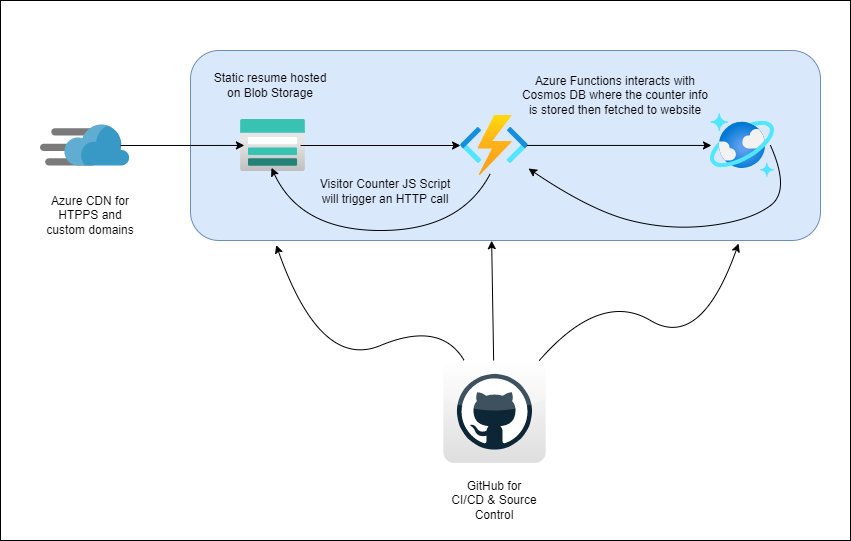 Static resume hosted
on Blob Storage
Azure Functions interacts with
Cosmos DB where the counter info
is stored then fetched to website
Visitor Counter JS Script
will trigger an HTTP call
Azure CDN for
HTPPS and
custom domains
GitHub for
CI/CD & Source
Control